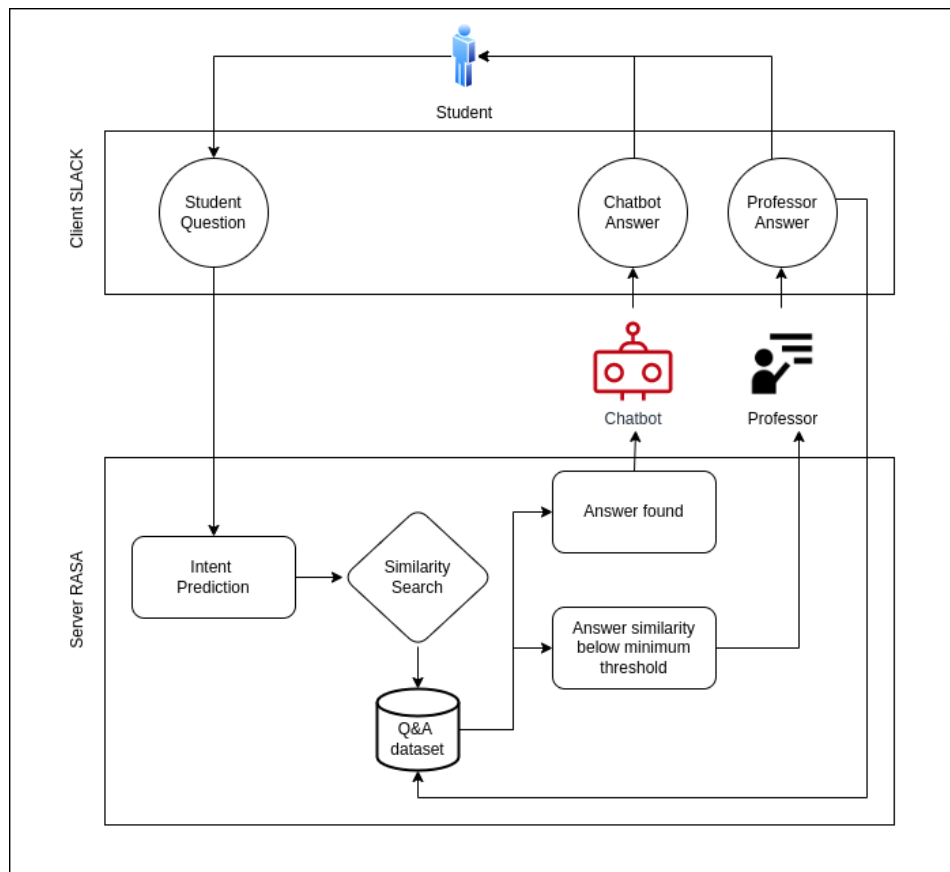 Student
Client SLACK
Student
Question
Chatbot
Answer
Professor
Answer
Chatbot
Professor
Server RASA
Answer found
Intent
Prediction
Similarity
Search
Answer similarity
below minimum
threshold
Q&A
dataset